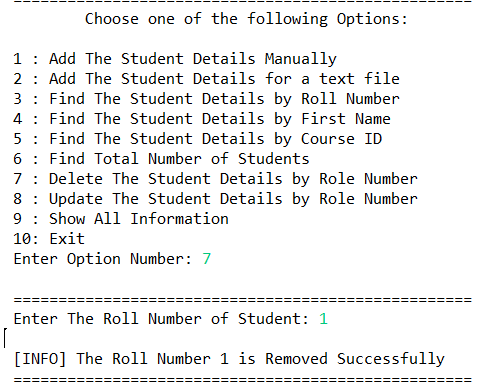 ==================================================
Choose one of the following Options:
1 : Add The Student Details Manually
2 : Add The Student Details for a text file
3 : Find The Student Details by Roll Number
4 : Find The Student Details by First Name
5 : Find The Student Details by Course ID
6 : Find Total Number of Students
7 : Delete The Student Details by Role Number
8 : Update The Student Details by Role Number
9 : Show All Information
10: Exit
Enter Option Number: 7
==================================================
Enter The Roll Number of Student: 1
[INFO] The Roll Number 1 is Removed Successfully
==================================================